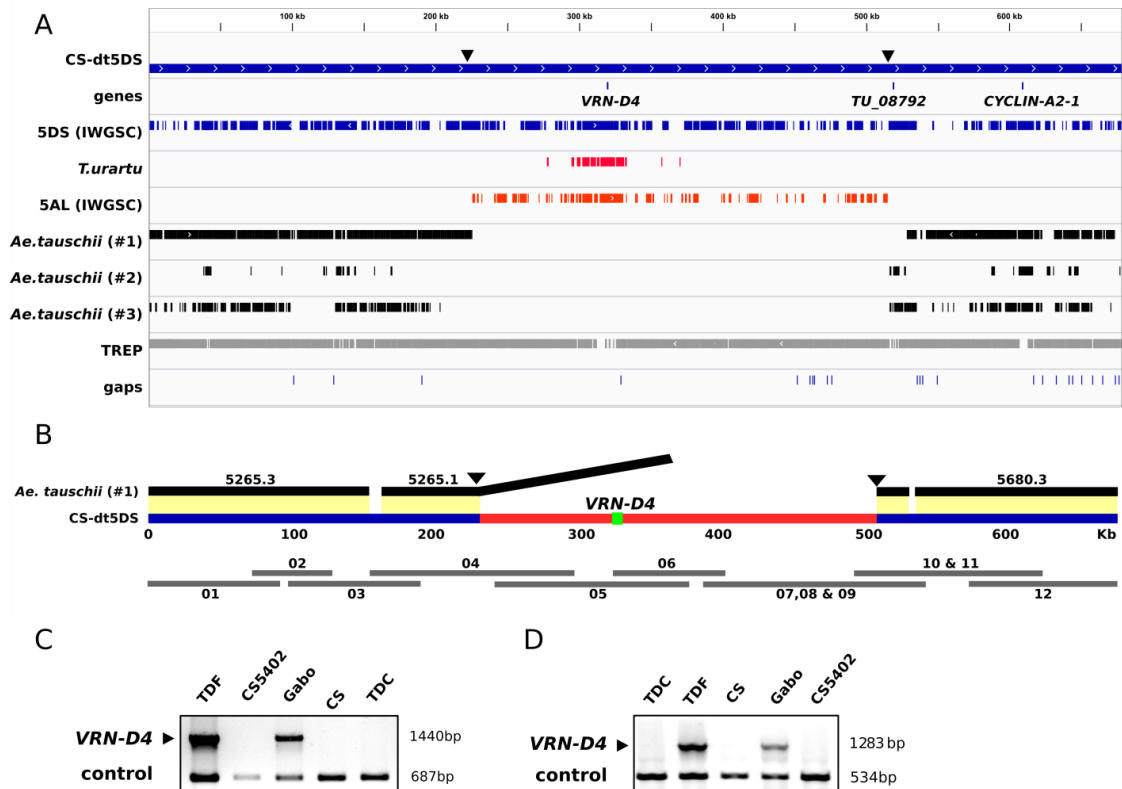 A
100 kb 200 kb 300 kb 400 kb 500 kb 600 kb
CS-dt5DS
genes
VRN-D4 TU_08792 CYCLIN-A2-1
5DS (IWGSC)
T.urartu
5AL (IWGSC)
Ae.tauschii (#1)
Ae.tauschii (#2)
Ae.tauschii (#3)
TREP
gaps
B
5265.3 5265.1 5680.3
Ae. tauschii (#1)
VRN-D4
CS-dt5DS
0 100 200 300 400 500 600 Kb
02 04 06 10 & 11
01 03 05 07,08 & 09 12
C
TDF CS5402 Gabo CS TDC
VRN-D4 1440bp
control 687bp
D
TDC TDF CS Gabo CS5402
VRN-D4 1283bp
control 534bp